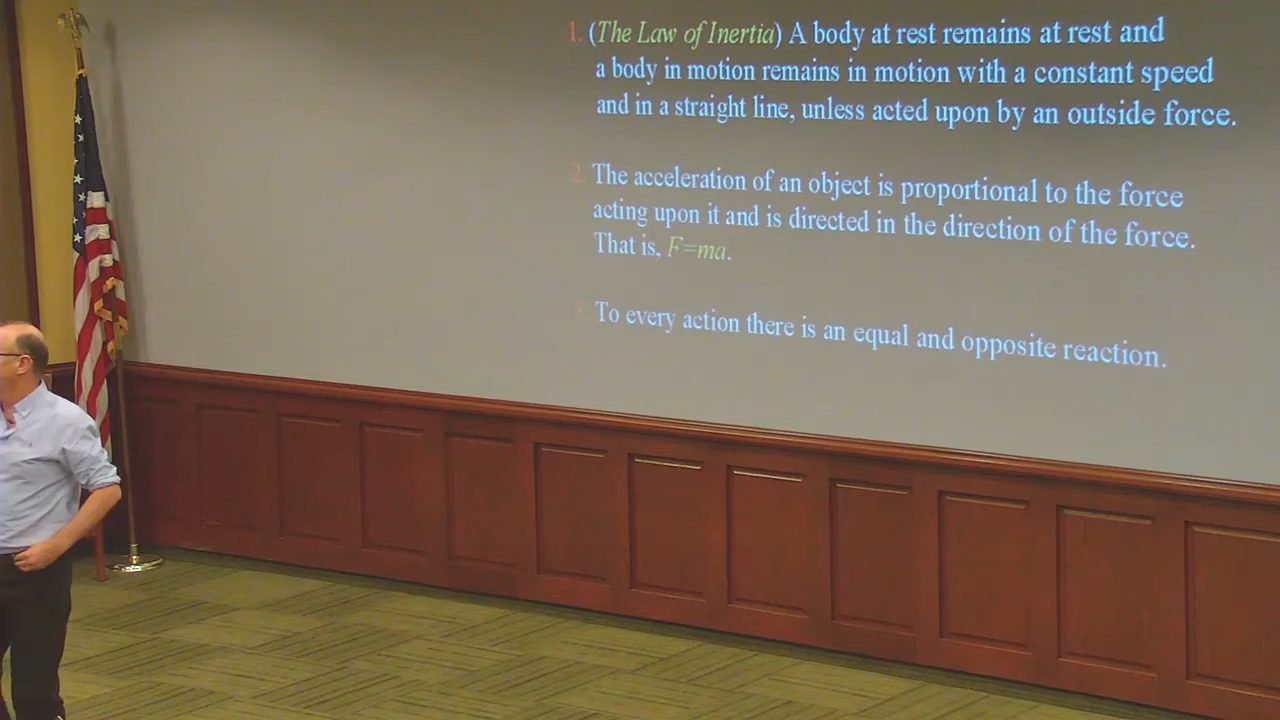 1. (The Law of Inertia) A body at rest remains at rest and
a body in motion remains in motion with a constant speed
and in a straight line, unless acted upon by an outside force.
2. The acceleration of an object is proportional to the force
acting upon it and is directed in the direction of the force.
That is, F=ma.
3. To every action there is an equal and opposite reaction.